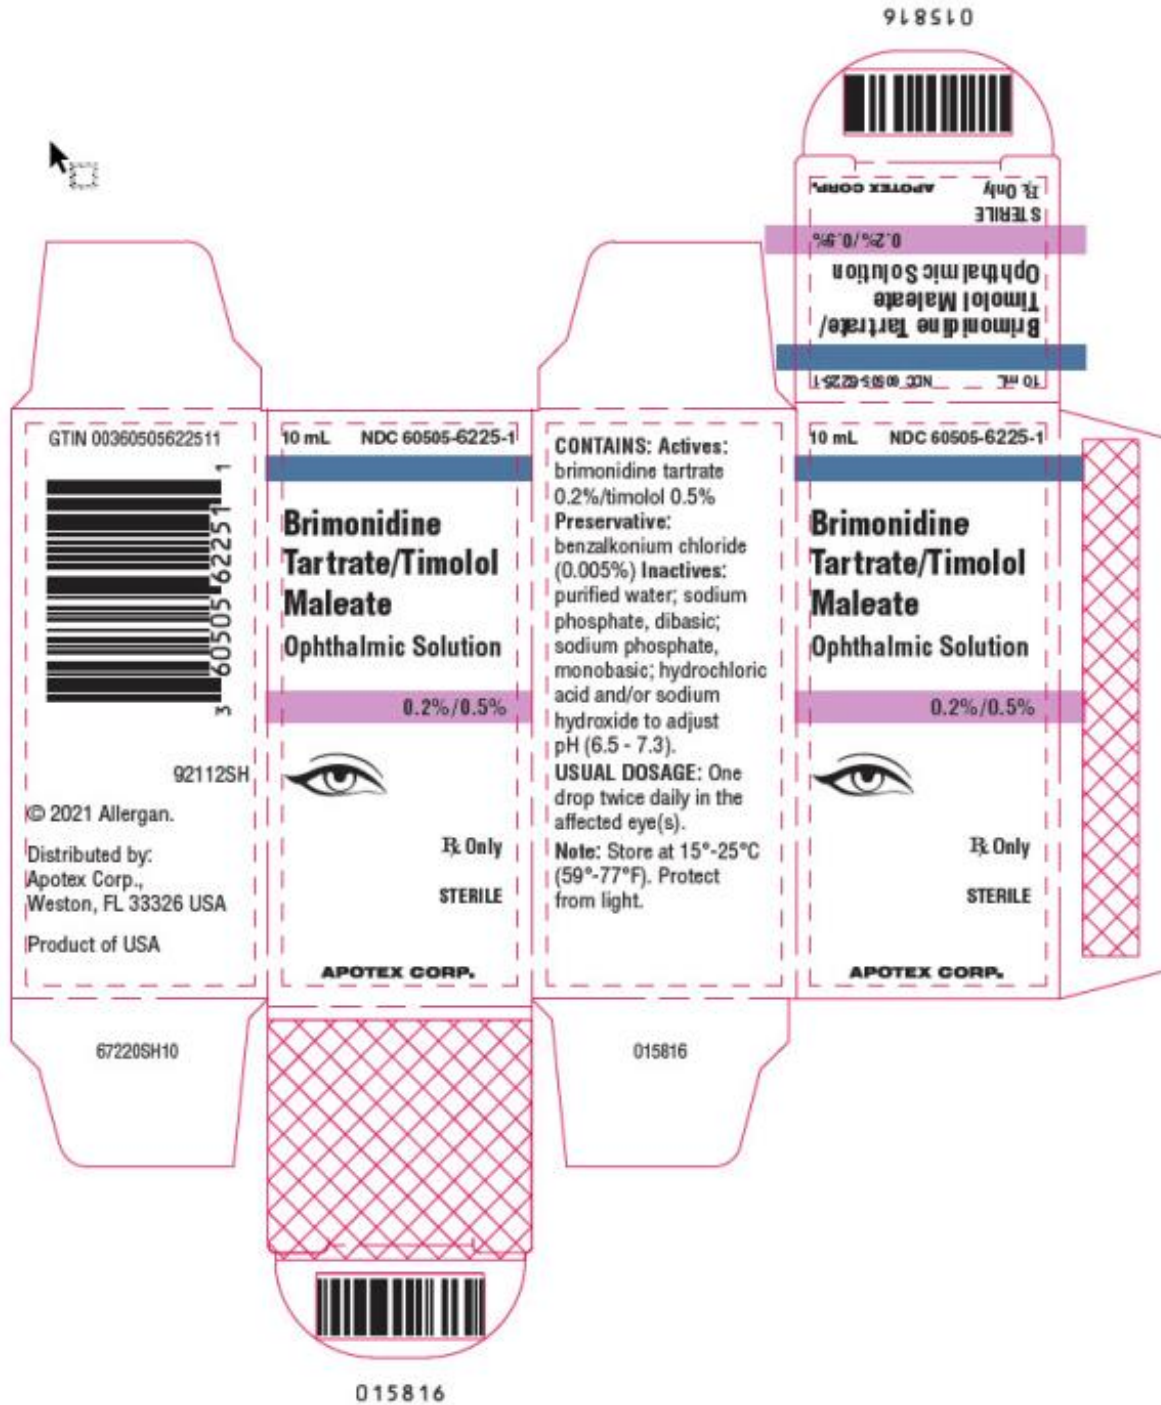 015816
APOTEX CORP. ℞ Only
STERILE
0.2%/0.5%
Brimonidine Tartrate/
Timolol Maleate
Ophthalmic Solution
10 mL NDC 60505-6225-1
GTIN 00360505622511
3 60505 62251 1
92112SH
© 2021 Allergan.
Distributed by:
Apotex Corp.,
Weston, FL 33326 USA
Product of USA
67220SH10
10 mL NDC 60505-6225-1
Brimonidine
Tartrate/Timolol
Maleate
Ophthalmic Solution
0.2%/0.5%
℞ Only
STERILE
APOTEX CORP.
CONTAINS: Actives:
brimonidine tartrate
0.2%/timolol 0.5%
Preservative:
benzalkonium chloride
(0.005%) Inactives:
purified water; sodium
phosphate, dibasic;
sodium phosphate,
monobasic; hydrochloric
acid and/or sodium
hydroxide to adjust
pH (6.5 - 7.3).
USUAL DOSAGE: One
drop twice daily in the
affected eye(s).
Note: Store at 15°-25°C
(59°-77°F). Protect
from light.
015816
10 mL NDC 60505-6225-1
Brimonidine
Tartrate/Timolol
Maleate
Ophthalmic Solution
0.2%/0.5%
℞ Only
STERILE
APOTEX CORP.
015816